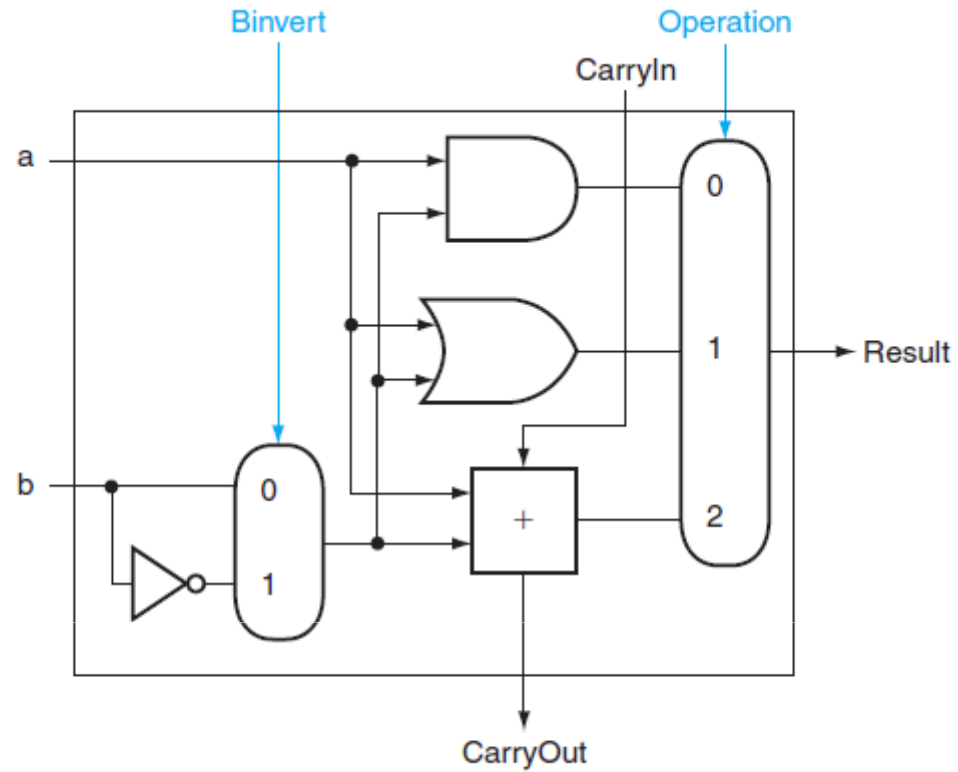 Binvert
Operation
CarryIn
a
0
1
Result
b
0
+
2
1
CarryOut